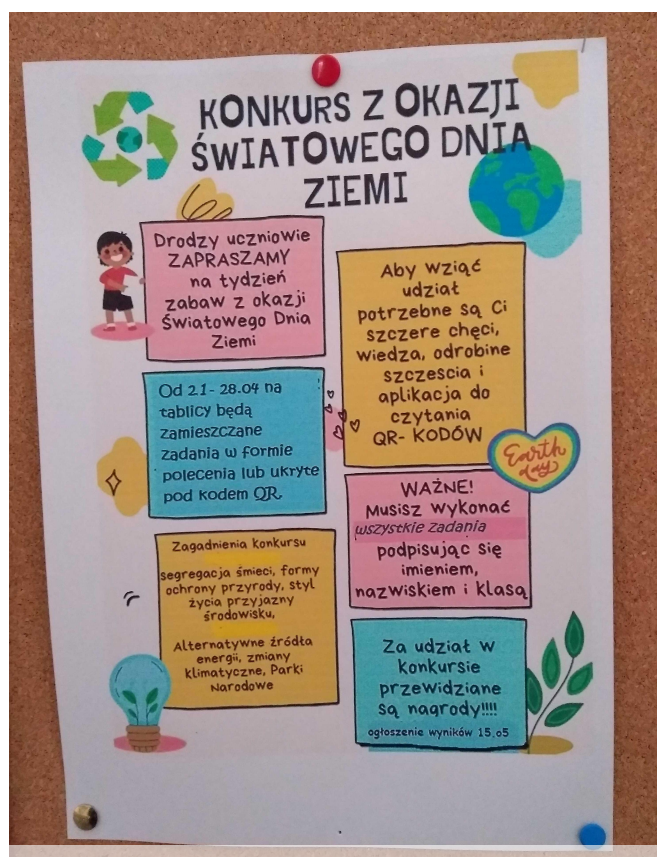 KONKURS Z OKAZJI
ŚWIATOWEGO DNIA
ZIEMI
Drodzy uczniowie
ZAPRASZAMY
na tydzień
zabaw z okazji
Światowego Dnia
Ziemi
Aby wziąć
udział
potrzebne są Ci
szczere chęci,
wiedza, odrobine
szczescia i
aplikacja do
czytania
QR- KODÓW
Od 21- 28.04 na
tablicy będą
zamieszczane
zadania w formie
polecenia lub ukryte
pod kodem QR.
Earth
day
WAŻNE!
Musisz wykonać
wszystkie zadania
podpisując się
imieniem,
nazwiskiem i klasą
Zagadnienia konkursu
segregacja śmieci, formy
ochrony przyrody, styl
życia przyjazny
środowisku,
Alternatywne źródła
energii, zmiany
klimatyczne, Parki
Narodowe
Za udział w
konkursie
przewidziane
są nagrody!!!!
ogłoszenie wyników 15.05